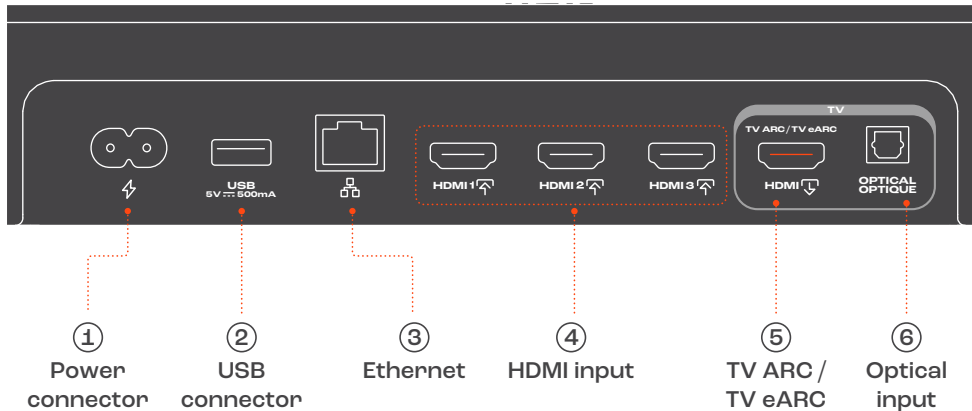 TV
TV ARC / TV eARC
USB
5V ⎓ 500mA
HDMI 1
HDMI 2
HDMI 3
HDMI
OPTICAL
OPTIQUE
1
Power
connector
2
USB
connector
3
Ethernet
4
HDMI input
5
TV ARC /
TV eARC
6
Optical
input